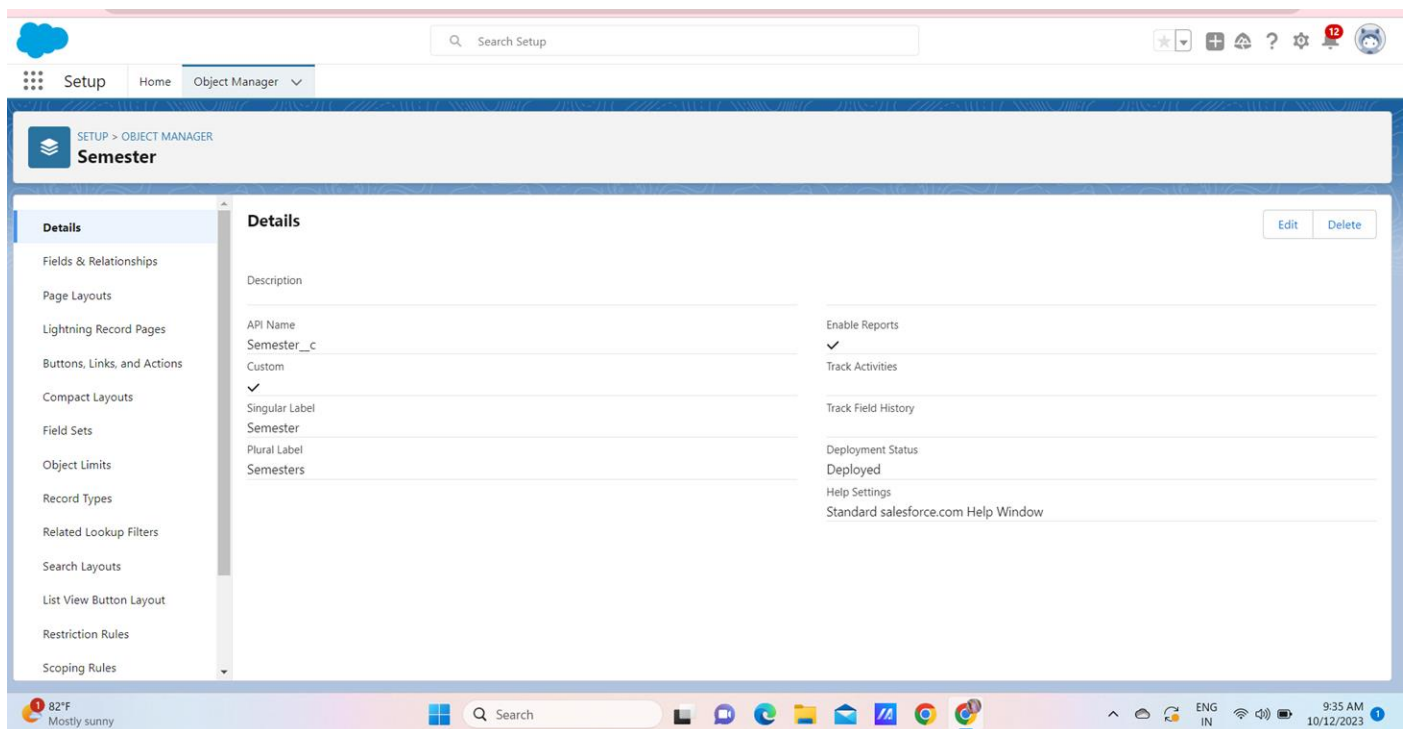 Search Setup
12
Setup
Home
Object Manager
SETUP > OBJECT MANAGER
Semester
Details
Fields & Relationships
Page Layouts
Lightning Record Pages
Buttons, Links, and Actions
Compact Layouts
Field Sets
Object Limits
Record Types
Related Lookup Filters
Search Layouts
List View Button Layout
Restriction Rules
Scoping Rules
Details
Edit
Delete
Description
API Name
Semester__c
Custom
Singular Label
Semester
Plural Label
Semesters
Enable Reports
Track Activities
Track Field History
Deployment Status
Deployed
Help Settings
Standard salesforce.com Help Window
1
82°F
Mostly sunny
Search
ENG
IN
9:35 AM
10/12/2023
1